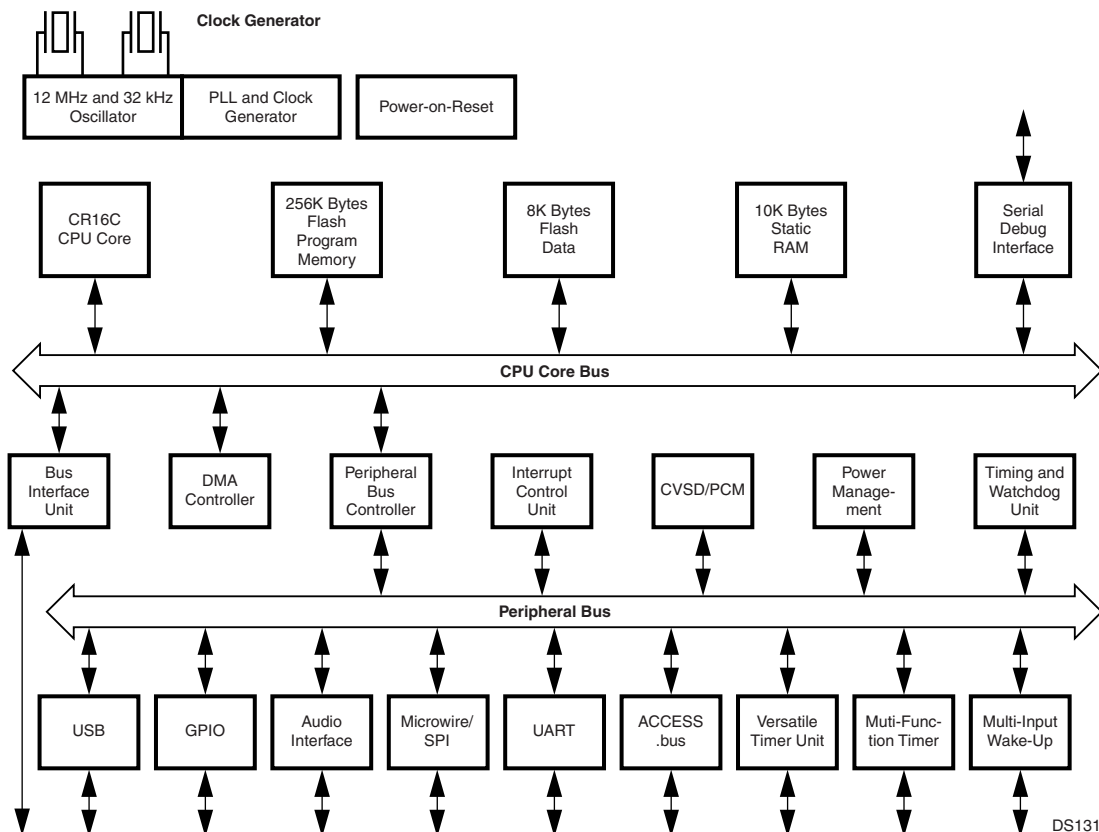 Clock Generator
12 MHz and 32 kHz
Oscillator
PLL and Clock
Generator
Power-on-Reset
CR16C
CPU Core
256K Bytes
Flash
Program
Memory
8K Bytes
Flash
Data
10K Bytes
Static
RAM
Serial
Debug
Interface
CPU Core Bus
Bus
Interface
Unit
DMA
Controller
Peripheral
Bus
Controller
Interrupt
Control
Unit
CVSD/PCM
Power
Manage-
ment
Timing and
Watchdog
Unit
Peripheral Bus
USB
GPIO
Audio
Interface
Microwire/
SPI
UART
ACCESS
.bus
Versatile
Timer Unit
Muti-Func-
tion Timer
Multi-Input
Wake-Up
DS131